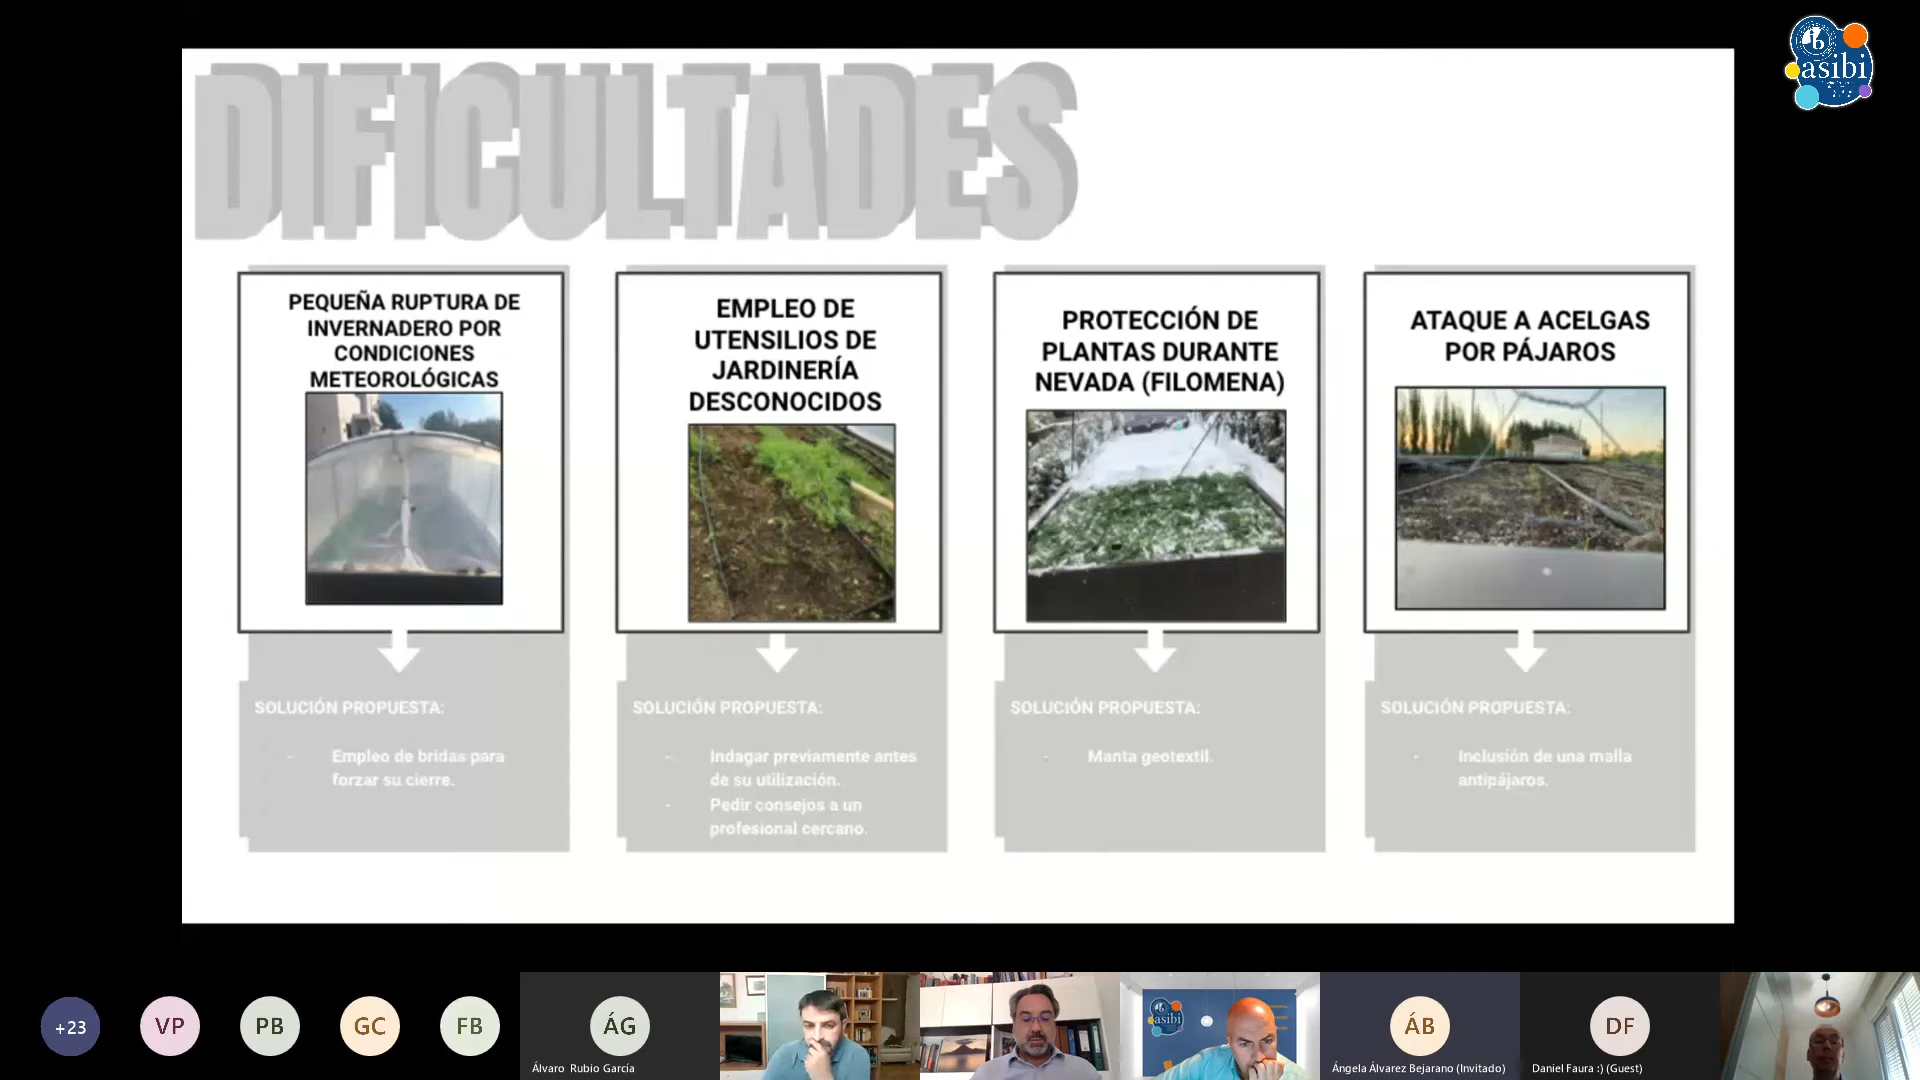 DIFICULTADES
PEQUEÑA RUPTURA DE
INVERNADERO POR
CONDICIONES
METEOROLÓGICAS
SOLUCIÓN PROPUESTA:
- Empleo de bridas para
forzar su cierre.
EMPLEO DE
UTENSILIOS DE
JARDINERÍA
DESCONOCIDOS
SOLUCIÓN PROPUESTA:
- Indagar previamente antes
de su utilización.
- Pedir consejos a un
profesional cercano.
PROTECCIÓN DE
PLANTAS DURANTE
NEVADA (FILOMENA)
SOLUCIÓN PROPUESTA:
- Manta geotextil.
ATAQUE A ACELGAS
POR PÁJAROS
SOLUCIÓN PROPUESTA:
- Inclusión de una malla
antipájaros.
ib
asibi
+23
VP
PB
GC
FB
ÁG
Álvaro Rubio García
asibi
ÁB
Ángela Álvarez Bejarano (Invitado)
DF
Daniel Faura :) (Guest)